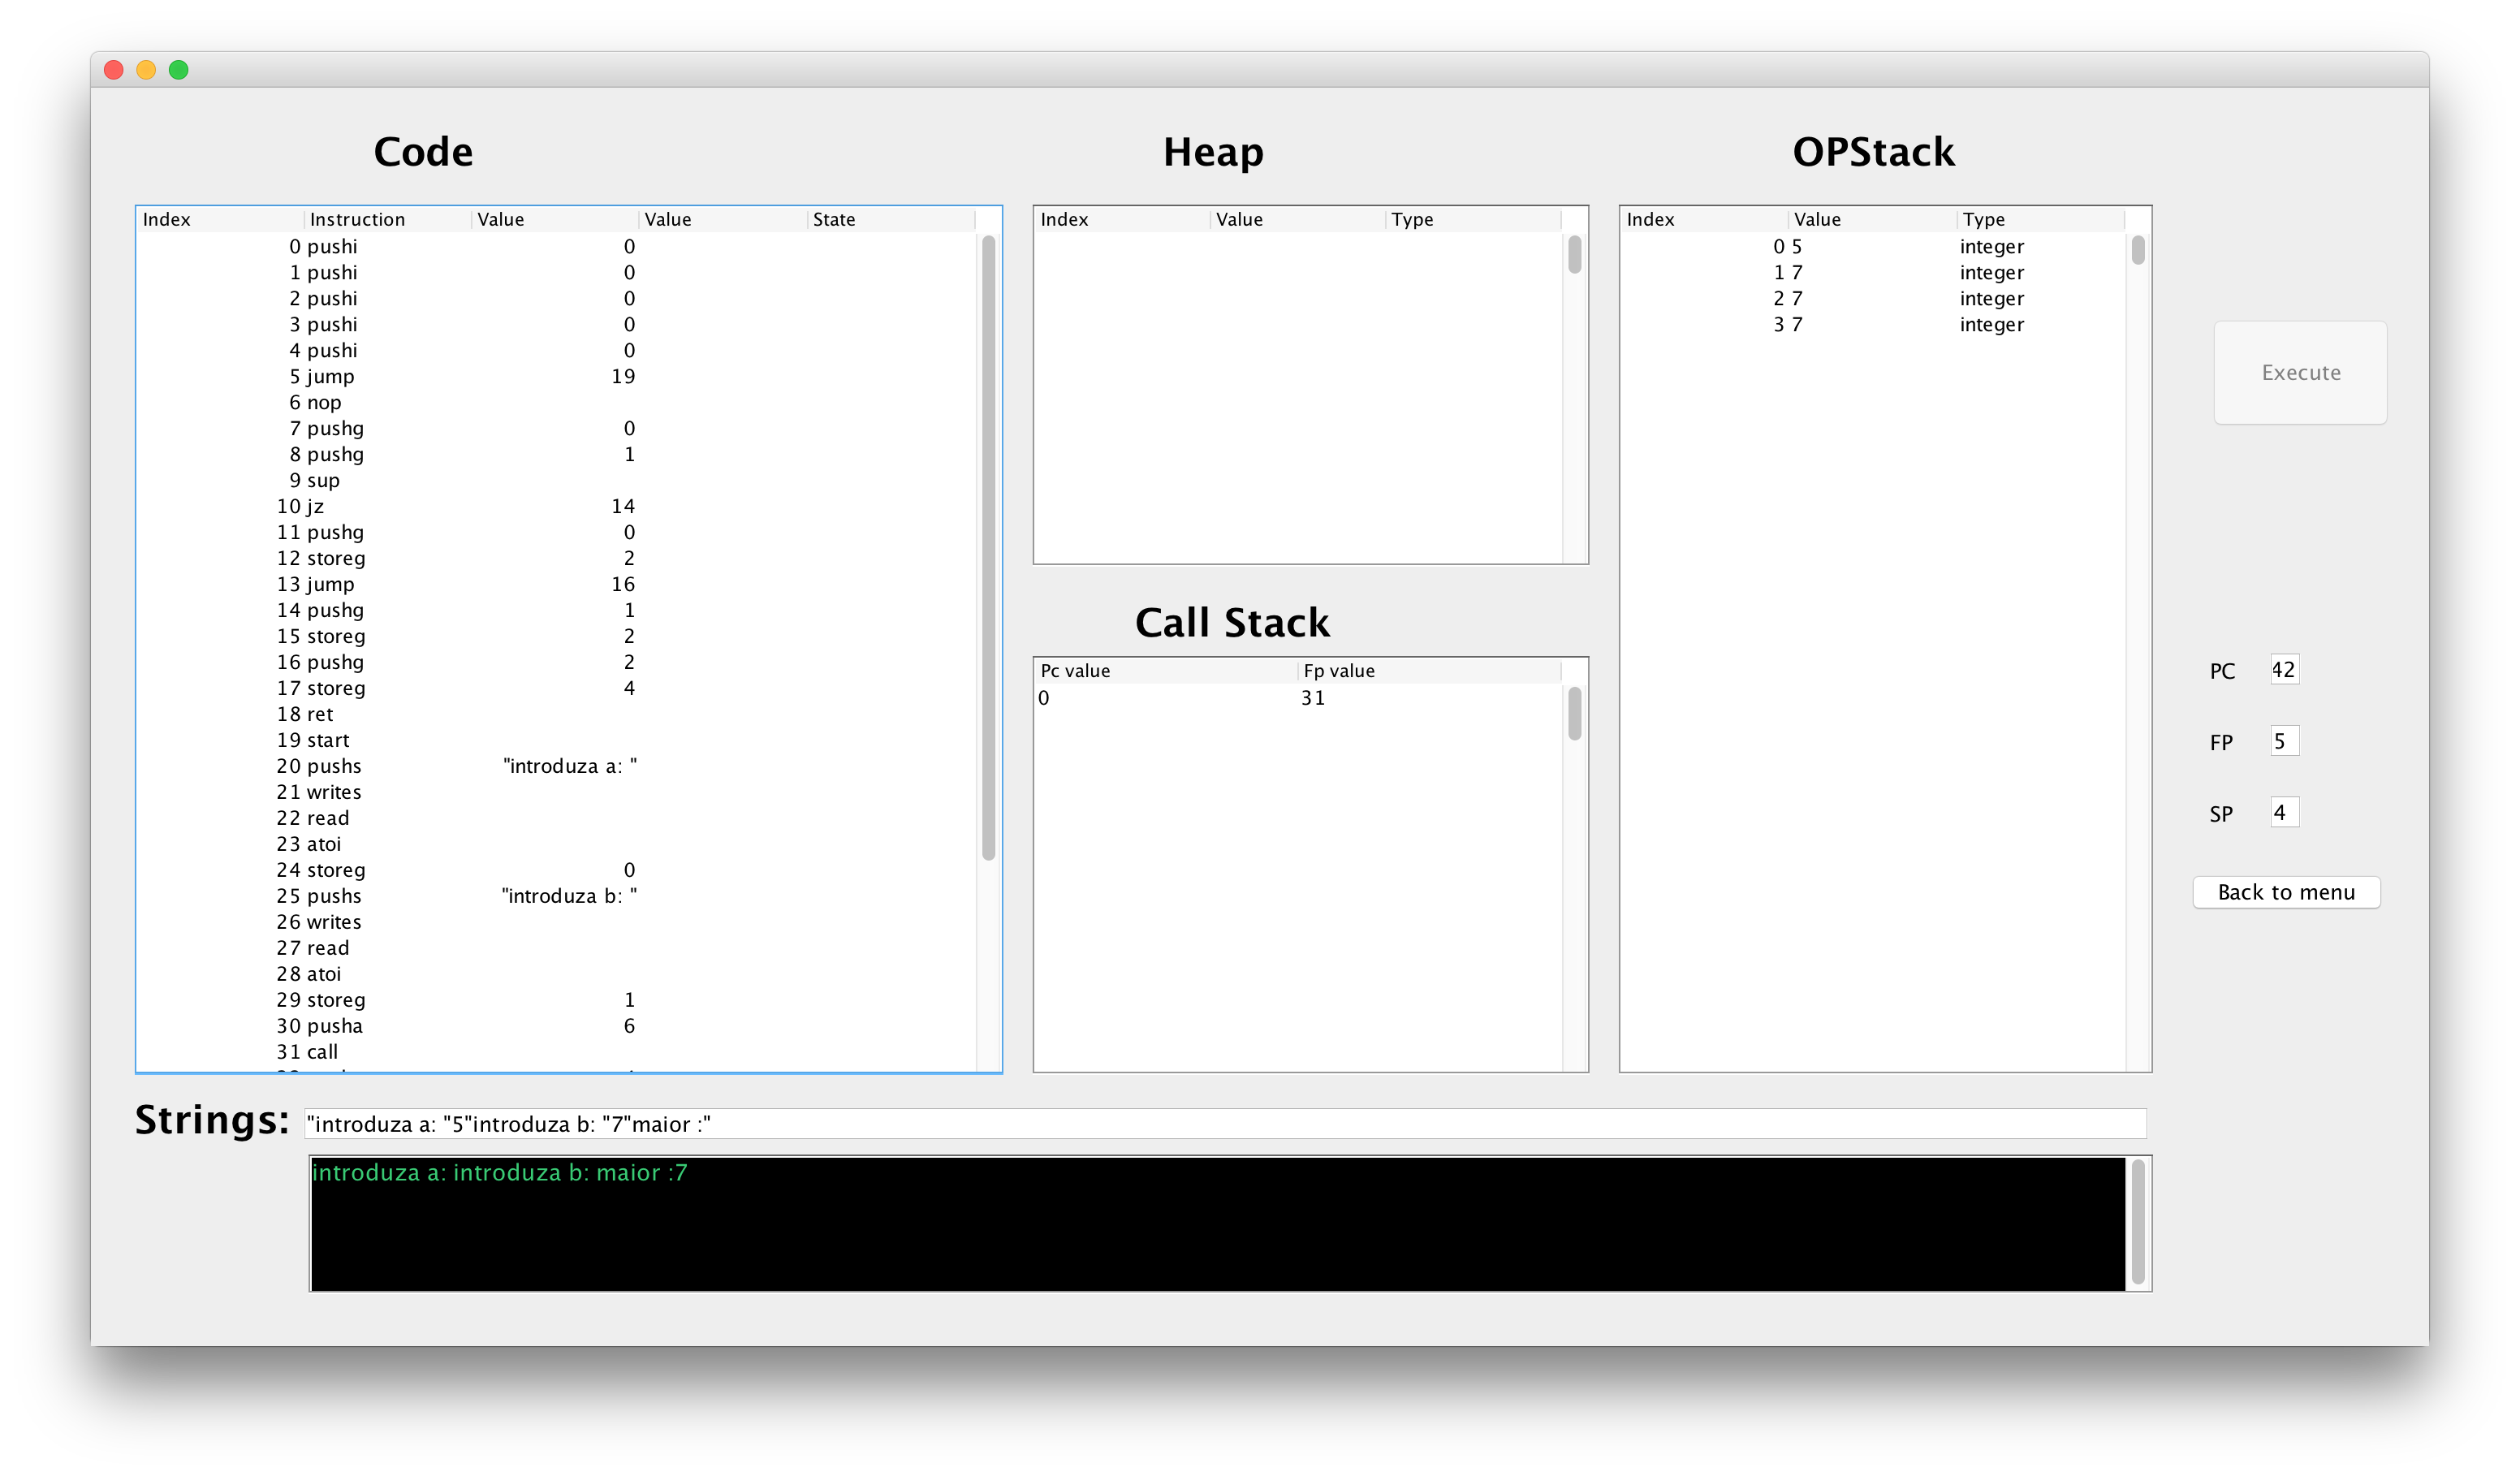 Code
Index Instruction Value Value State
0 pushi 0
1 pushi 0
2 pushi 0
3 pushi 0
4 pushi 0
5 jump 19
6 nop
7 pushg 0
8 pushg 1
9 sup
10 jz 14
11 pushg 0
12 storeg 2
13 jump 16
14 pushg 1
15 storeg 2
16 pushg 2
17 storeg 4
18 ret
19 start
20 pushs "introduza a: "
21 writes
22 read
23 atoi
24 storeg 0
25 pushs "introduza b: "
26 writes
27 read
28 atoi
29 storeg 1
30 pusha 6
31 call
Heap
Index Value Type
Call Stack
Pc value Fp value
0 31
OPStack
Index Value Type
0 5 integer
1 7 integer
2 7 integer
3 7 integer
Execute
PC 42
FP 5
SP 4
Back to menu
Strings: "introduza a: "5"introduza b: "7"maior :"
introduza a: introduza b: maior :7